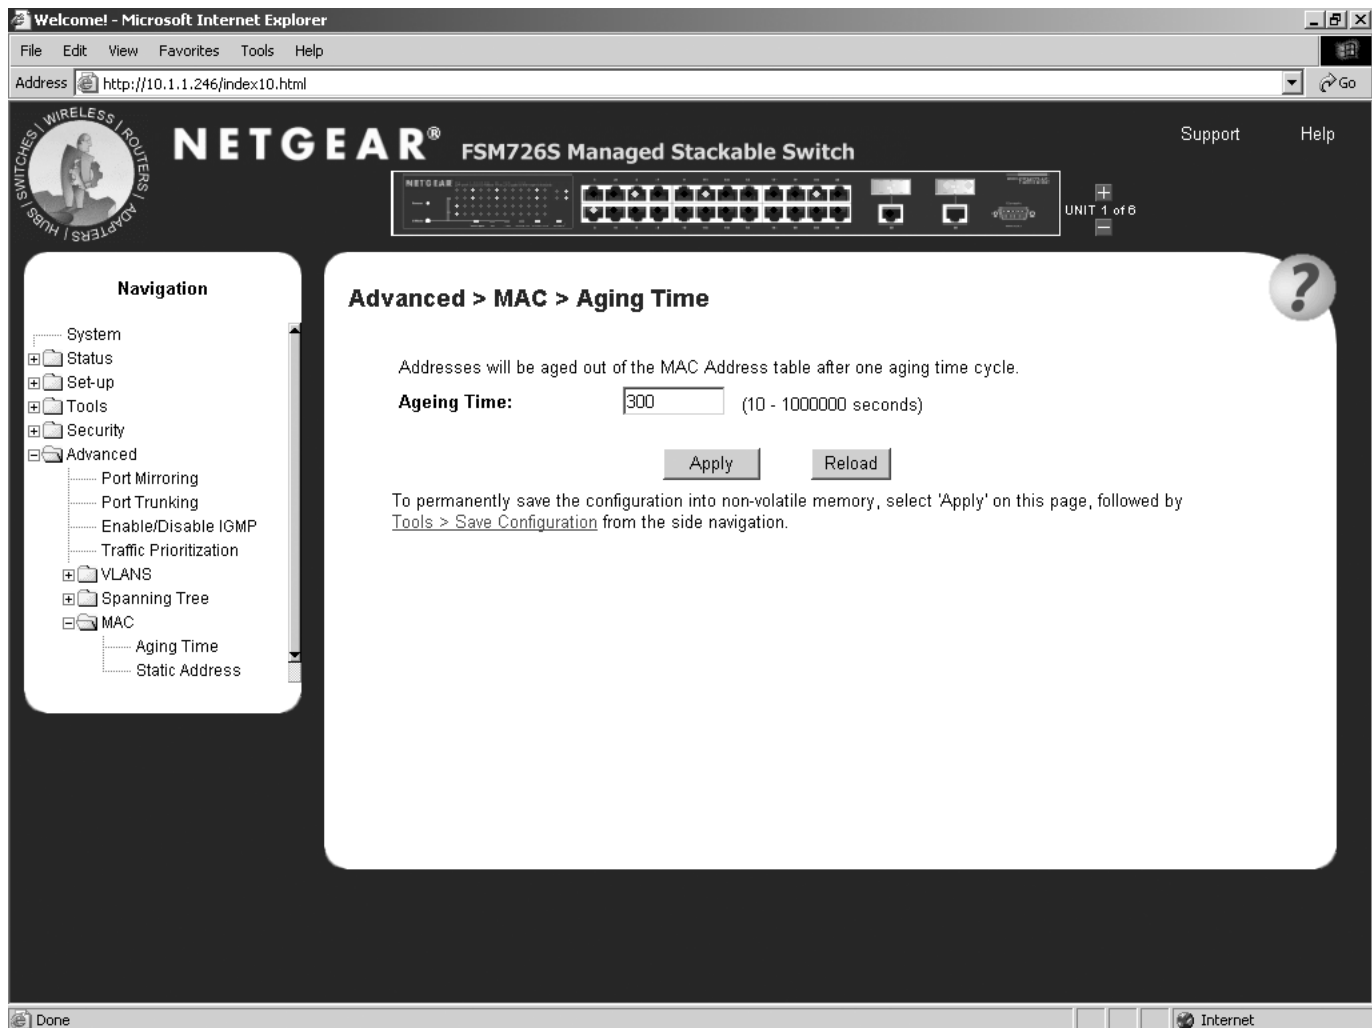 Welcome! - Microsoft Internet Explorer
File Edit View Favorites Tools Help
Address http://10.1.1.246/index10.html Go
SWITCHES | WIRELESS | ROUTERS | ADAPTERS | HUBS |
NETGEAR® FSM726S Managed Stackable Switch
Support Help
NETGEAR
UNIT 1 of 6
Navigation
System
Status
Set-up
Tools
Security
Advanced
Port Mirroring
Port Trunking
Enable/Disable IGMP
Traffic Prioritization
VLANS
Spanning Tree
MAC
Aging Time
Static Address
Advanced > MAC > Aging Time
?
Addresses will be aged out of the MAC Address table after one aging time cycle.
Ageing Time: 300 (10 - 1000000 seconds)
Apply Reload
To permanently save the configuration into non-volatile memory, select 'Apply' on this page, followed by
Tools > Save Configuration from the side navigation.
Done Internet